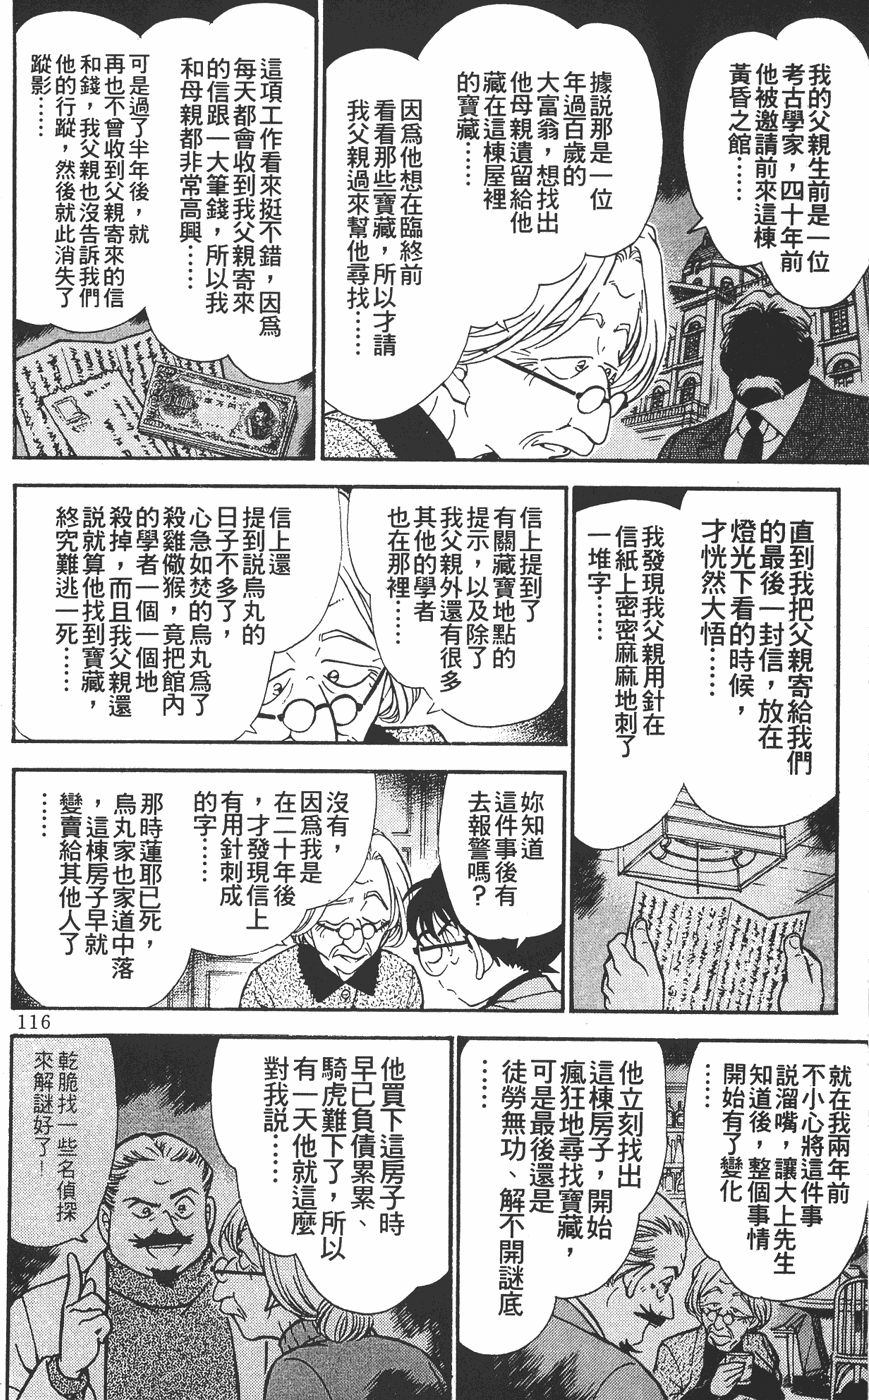 我的父親生前是一位
考古學家，四十年前
他被邀請前來這棟
黃昏之館……
據說那是一位
年過百歲的
大富翁，想找出
他母親遺留給他
藏在這棟屋裡
的寶藏……
因為他想在臨終前
看看那些寶藏，所以才請
我父親過來幫他尋找……
這項工作看來挺不錯，因為
每天都會收到我父親寄來
的信跟一大筆錢，所以我
和母親都非常高興……
可是過了半年後，就
再也不曾收到父親寄來的信
和錢，我父親也沒告訴我們
他的行蹤，然後就此消失了
蹤影……
直到我把父親寄給我們
的最後一封信，放在
燈光下看的時候，
才恍然大悟……
我發現我父親用針在
信紙上密密麻麻地刺了
一堆字……
信上提到了
有關藏寶地點的
提示，以及除了
我父親外還有很多
其他的學者
也在那裡……
信上還
提到說烏丸的
日子不多了，
心急如焚的烏丸為了
殺雞儆猴，竟把館內
的學者一個一個地
殺掉，而且我父親還
說就算他找到寶藏，
終究難逃一死……
妳知道
這件事後有
去報警嗎？
沒有，
因為我是
在二十年後
，才發現信上
有用針刺成
的字……
那時蓮耶已死，
烏丸家也家道中落
，這棟房子早就
變賣給其他人了
……
116
就在我兩年前
不小心將這件事
說溜嘴，讓大上先生
知道後，整個事情
開始有了變化
……
他立刻找出
這棟房子，開始
瘋狂地尋找寶藏，
可是最後還是
徒勞無功、解不開謎底
……
他買下這房子時
早已負債累累、
騎虎難下了，所以
有一天他就這麼
對我說……
乾脆找一些名偵探
來解謎好了！